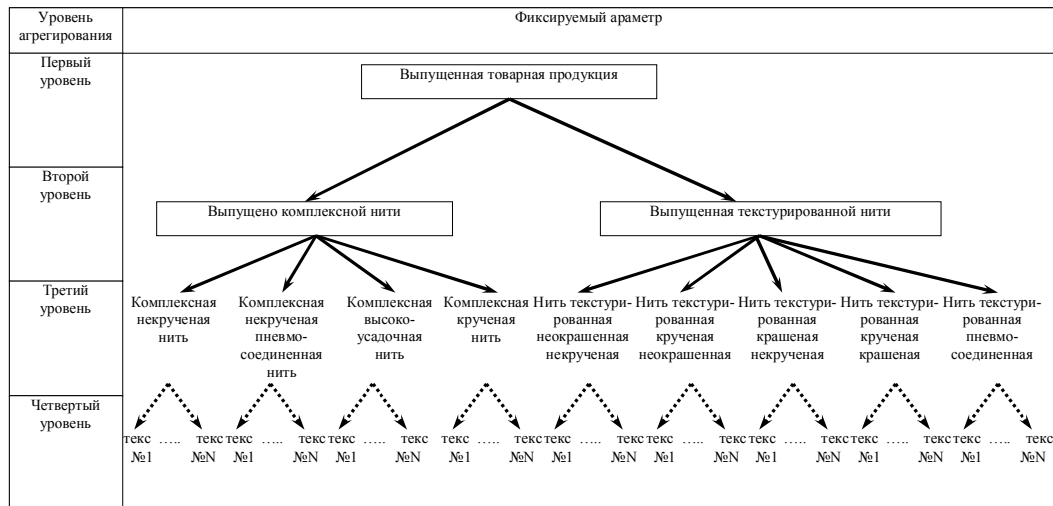 Уровень
агрегирования
Фиксируемый араметр
Первый
уровень
Выпущенная товарная продукция
Второй
уровень
Выпущено комплексной нити
Выпущенная текстурированной нити
Третий
уровень
Комплексная
некрученая
нить
Комплексная
некрученая
пневмо-
соединенная
нить
Комплексная
высоко-
усадочная
нить
Комплексная
крученая
нить
Нить текстури-
рованная
неокрашенная
некрученая
Нить текстури-
рованная
крученая
неокрашенная
Нить текстури-
рованная
крашеная
некрученая
Нить текстури-
рованная
крученая
крашеная
Нить текстури-
рованная
пневмо-
соединенная
Четвертый
уровень
текс ….. текс текс ….. текс текс ….. текс текс ….. текс текс ….. текс текс ….. текс текс ….. текс текс ….. текс текс ….. текс
№1 №N №1 №N №1 №N №1 №N №1 №N №1 №N №1 №N №1 №N №1 №N